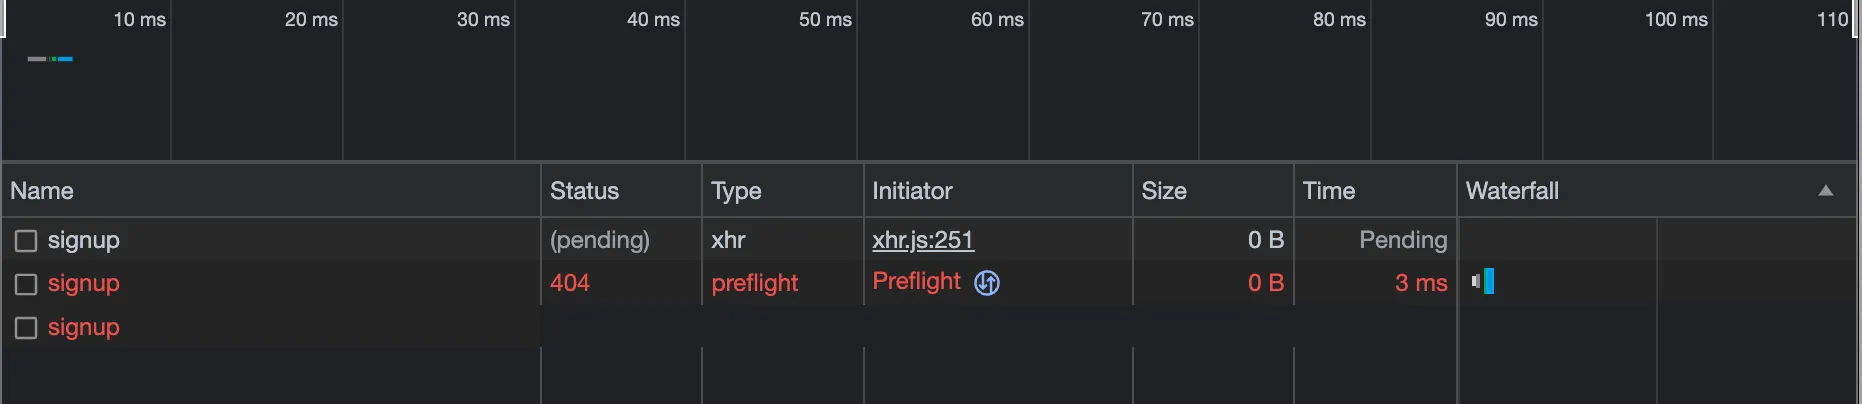 10 ms 20 ms 30 ms 40 ms 50 ms 60 ms 70 ms 80 ms 90 ms 100 ms 110
Name Status Type Initiator Size Time Waterfall
signup (pending) xhr xhr.js:251 0 B Pending
signup 404 preflight Preflight 0 B 3 ms
signup